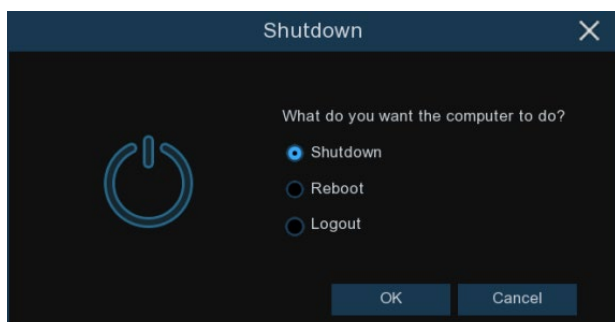 Shutdown
What do you want the computer to do?
Shutdown
Reboot
Logout
OK Cancel